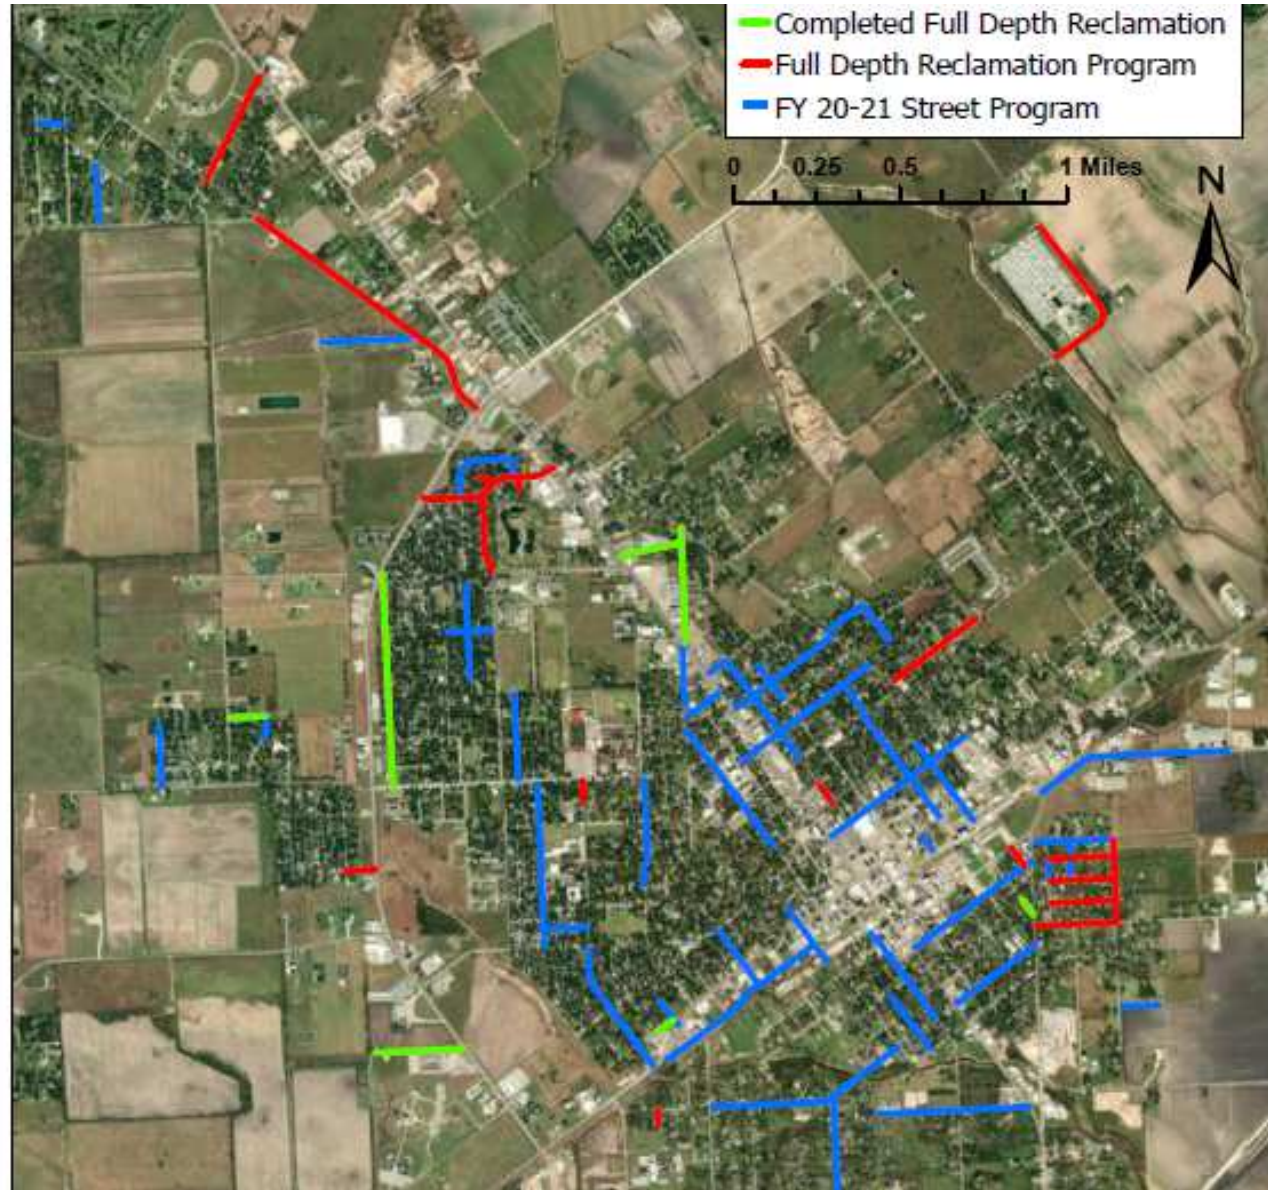 Completed Full Depth Reclamation
Full Depth Reclamation Program
FY 20-21 Street Program
0 0.25 0.5 1 Miles
N